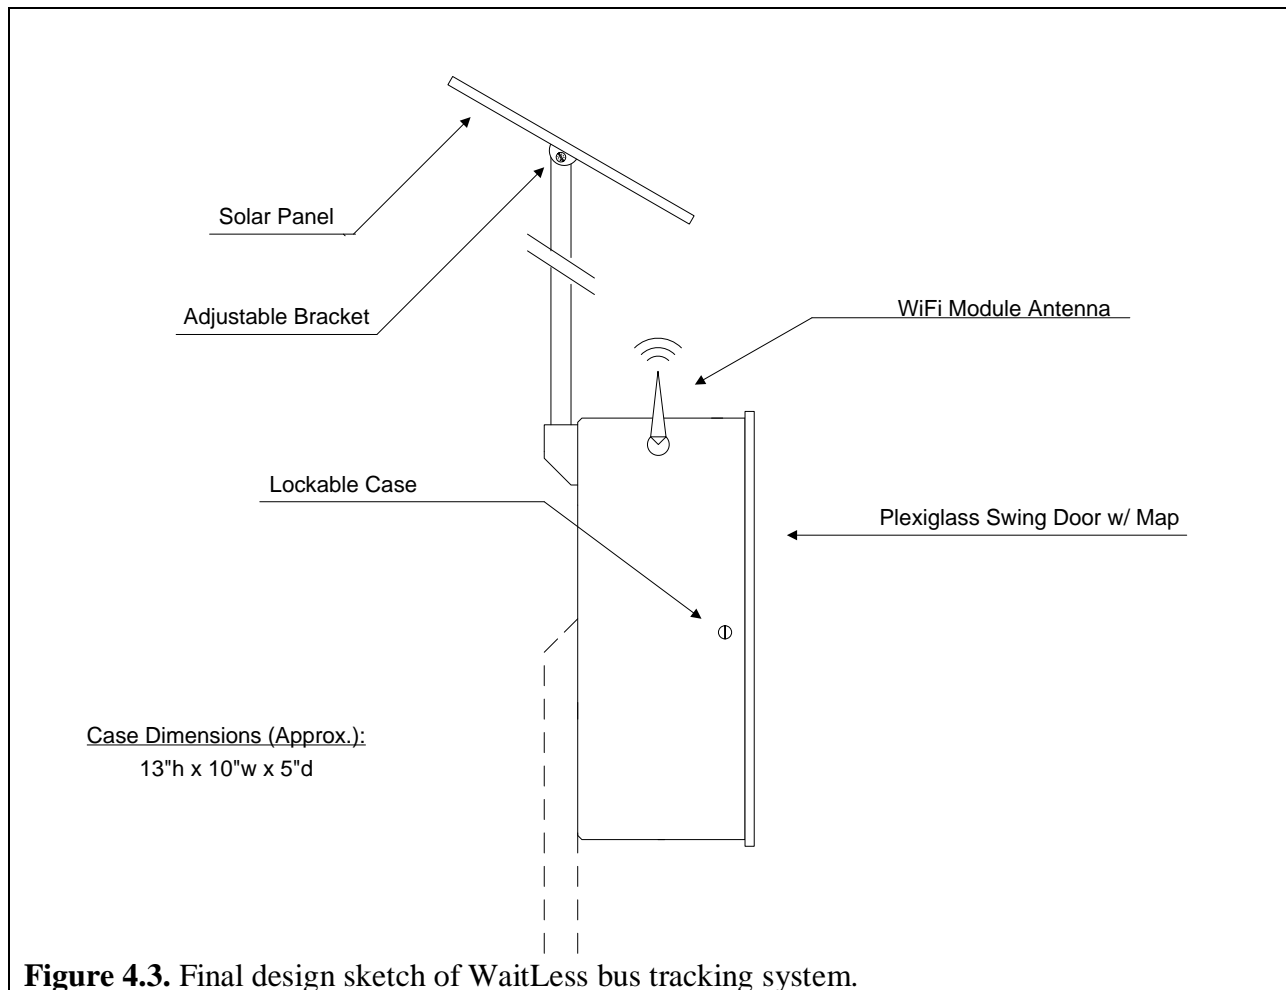 Solar Panel
Adjustable Bracket
WiFi Module Antenna
Lockable Case
Plexiglass Swing Door w/ Map
Case Dimensions (Approx.):
13"h x 10"w x 5"d
Figure 4.3. Final design sketch of WaitLess bus tracking system.